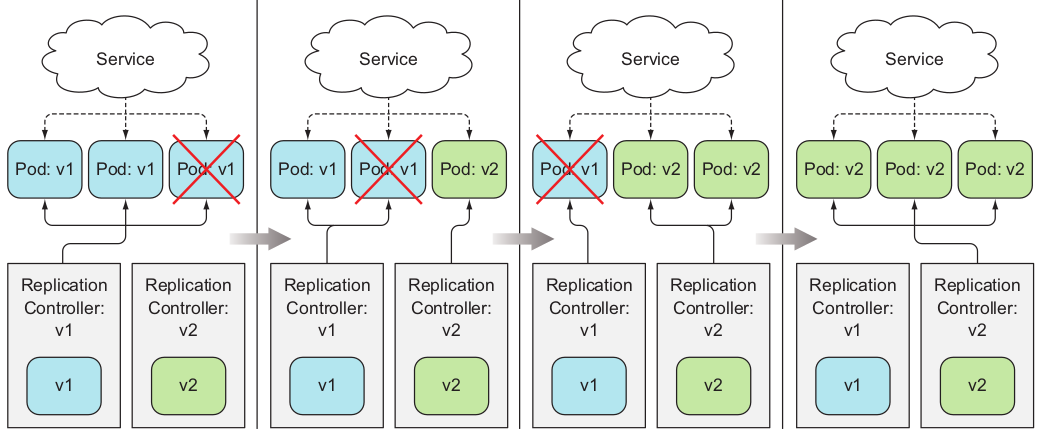 Service
Pod: v1
Pod: v1
Pod: v1
Replication
Controller:
v1
v1
Replication
Controller:
v2
v2
Service
Pod: v1
Pod: v1
Pod: v2
Replication
Controller:
v1
v1
Replication
Controller:
v2
v2
Service
Pod: v1
Pod: v2
Pod: v2
Replication
Controller:
v1
v1
Replication
Controller:
v2
v2
Service
Pod: v2
Pod: v2
Pod: v2
Replication
Controller:
v1
v1
Replication
Controller:
v2
v2